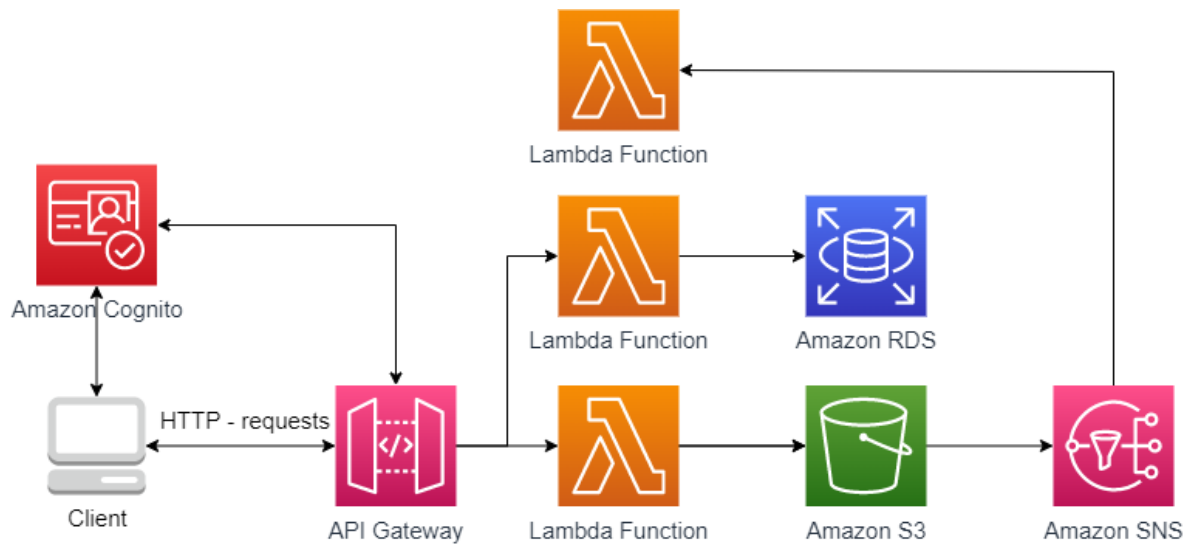 Lambda Function
Amazon Cognito
Lambda Function
Amazon RDS
HTTP - requests
</>
Client
API Gateway
Lambda Function
Amazon S3
Amazon SNS